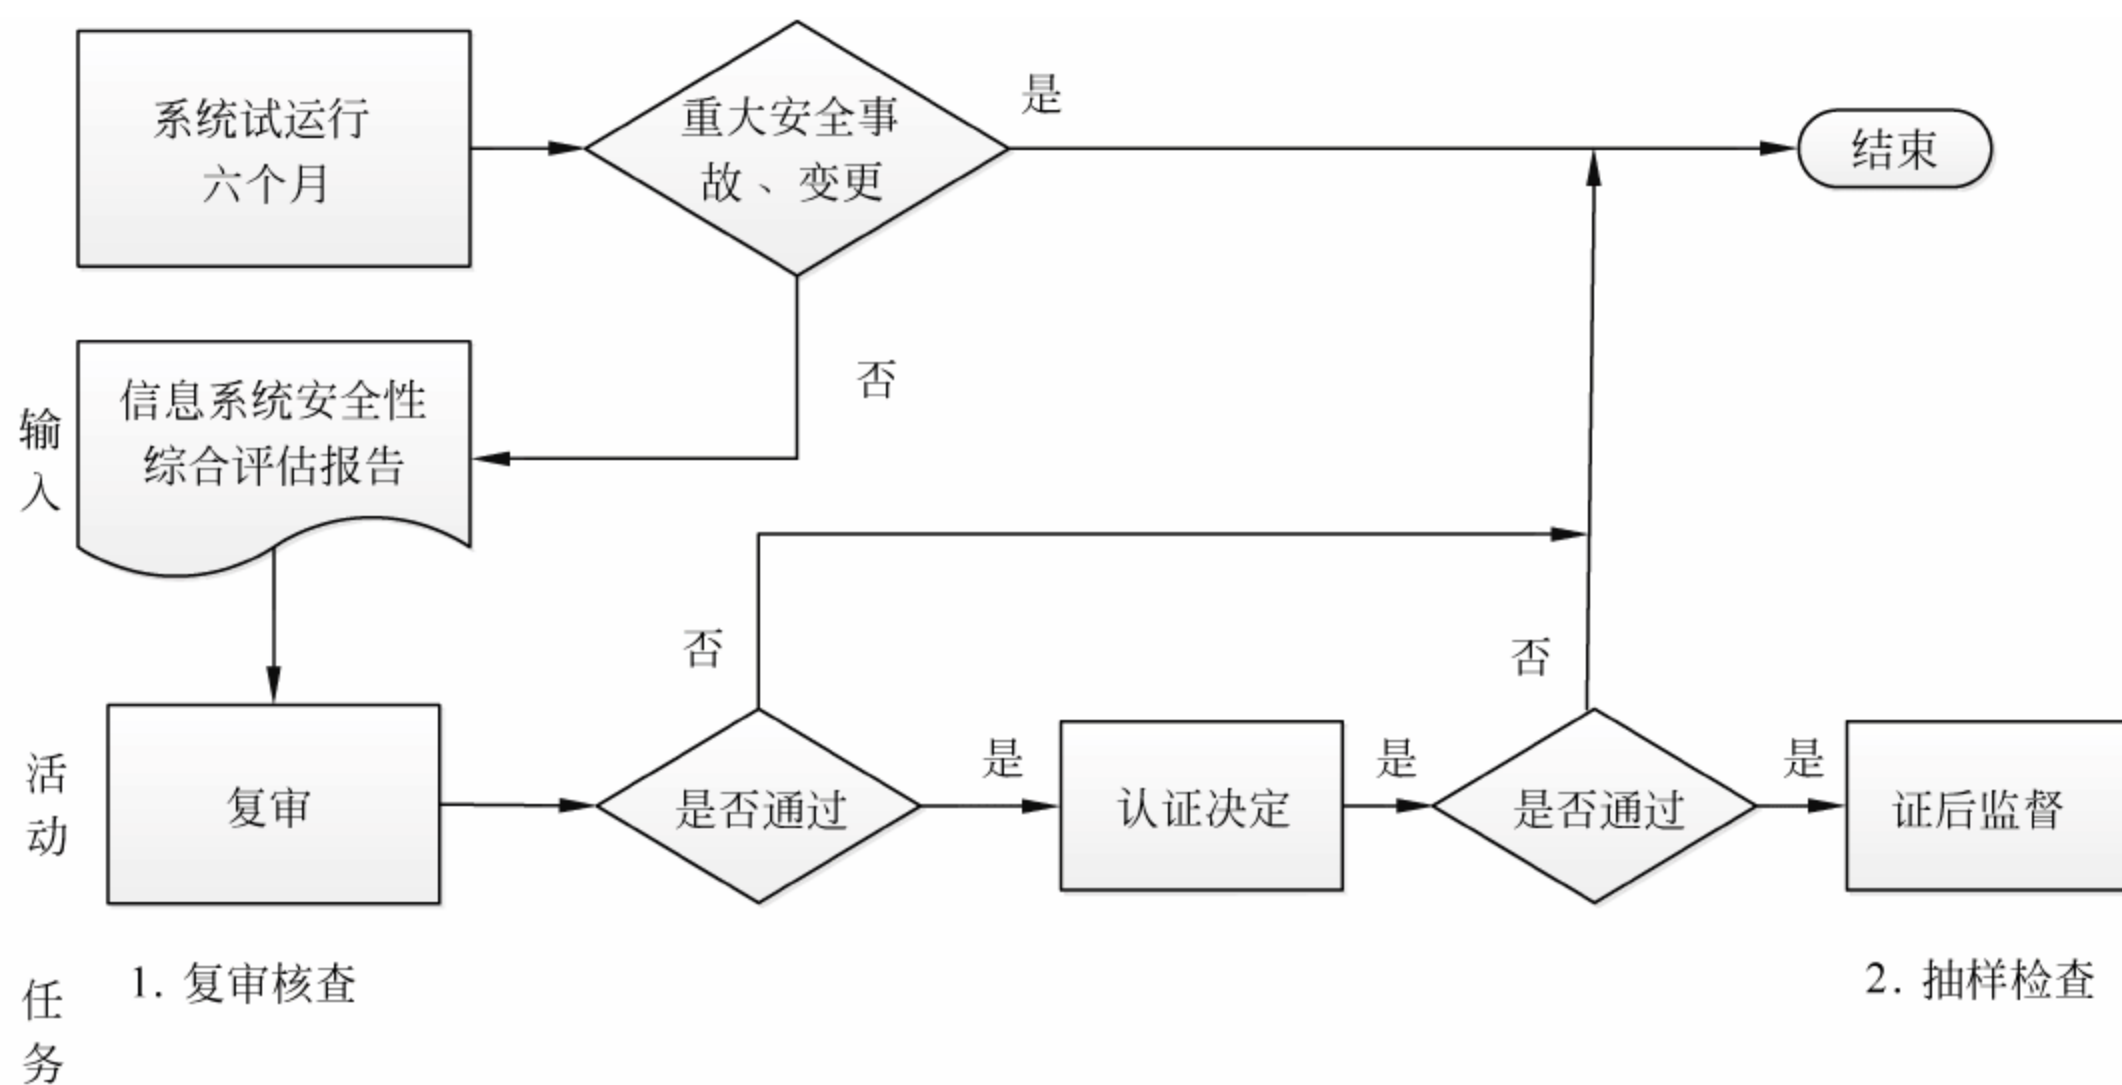 系统试运行
六个月
重大安全事
故、变更
是
结束
输
入
信息系统安全性
综合评估报告
否
否
否
活
动
复审
是否通过
是
认证决定
是
是否通过
是
证后监督
任
务
1. 复审核查
2. 抽样检查